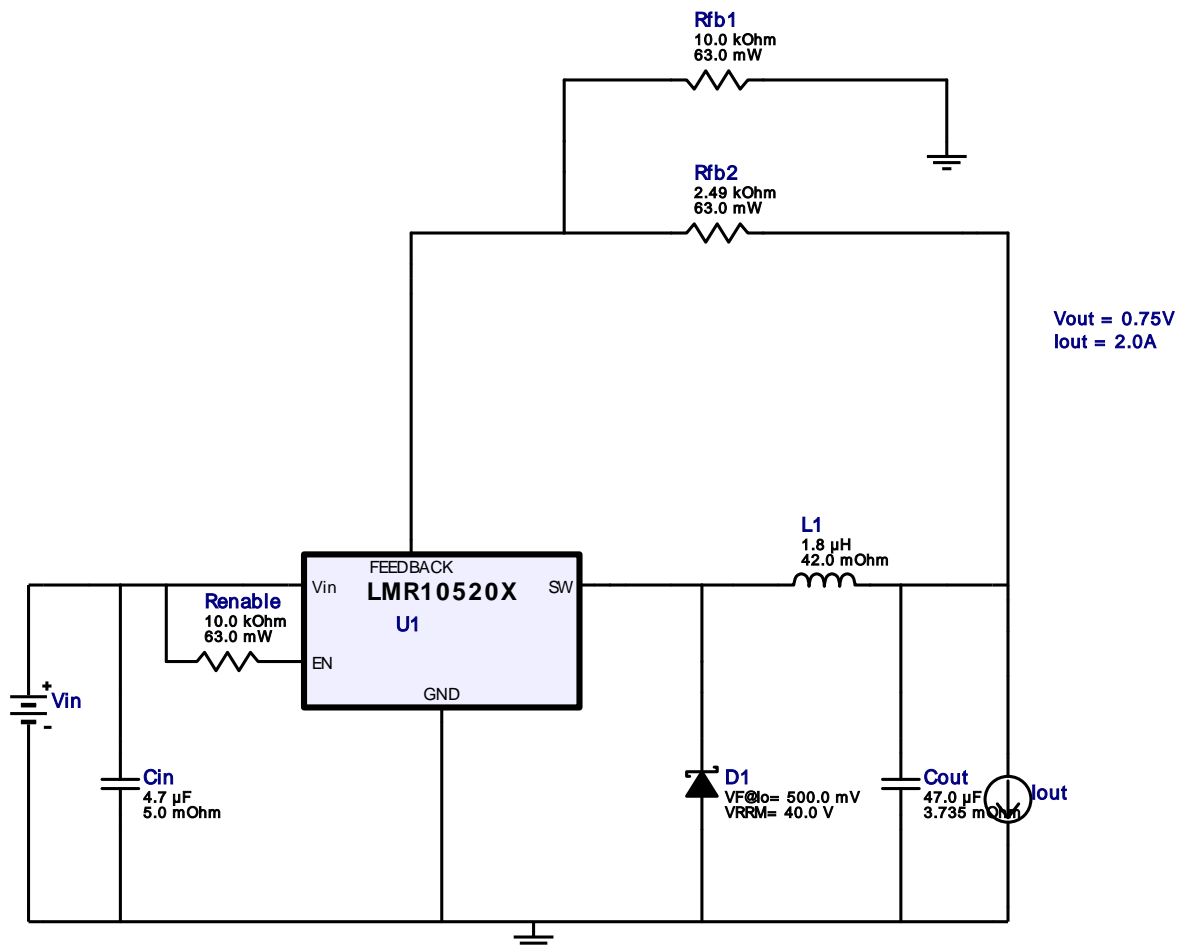 Rfb1
10.0 kOhm
63.0 mW
Rfb2
2.49 kOhm
63.0 mW
Vout = 0.75V
Iout = 2.0A
L1
1.8 µH
42.0 mOhm
FEEDBACK
Vin
LMR10520X
SW
U1
EN
GND
Renable
10.0 kOhm
63.0 mW
+
Vin
-
Cin
4.7 µF
5.0 mOhm
D1
VF@Io= 500.0 mV
VRRM= 40.0 V
Cout
47.0 µF
3.735 mOhm
Iout